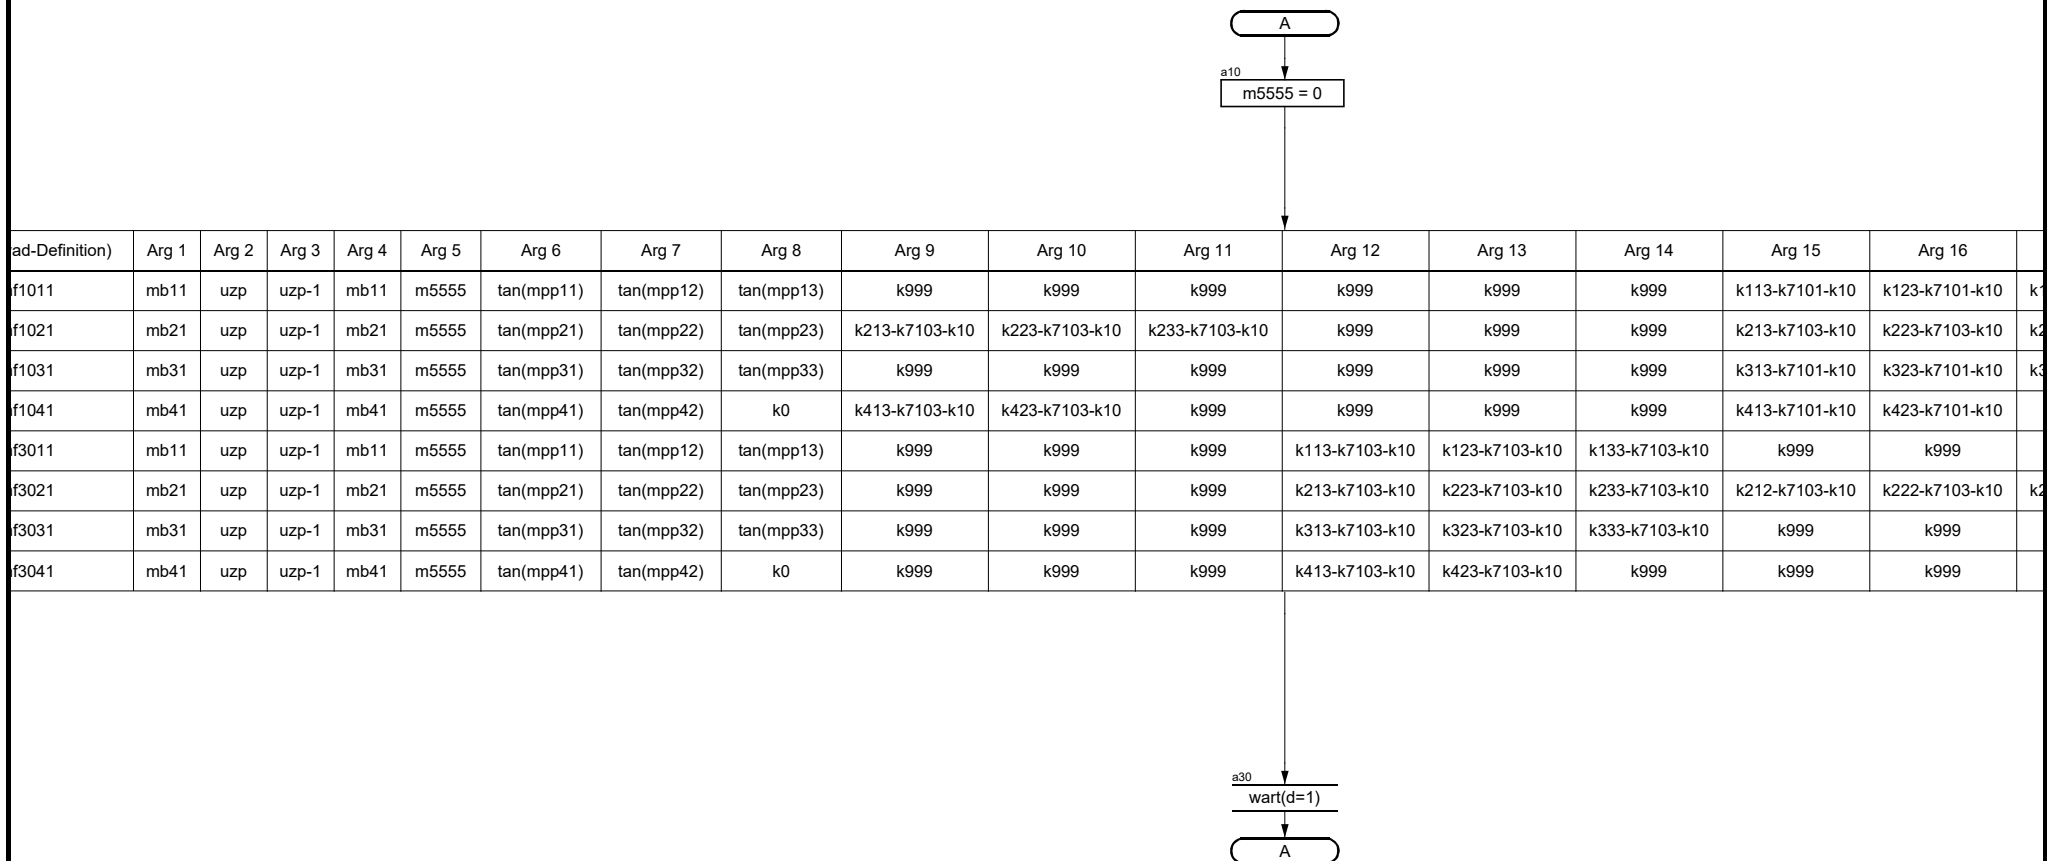 A
a10
m5555 = 0
ad-Definition) Arg 1 Arg 2 Arg 3 Arg 4 Arg 5 Arg 6 Arg 7 Arg 8 Arg 9 Arg 10 Arg 11 Arg 12 Arg 13 Arg 14 Arg 15 Arg 16
f1011 mb11 uzp uzp-1 mb11 m5555 tan(mpp11) tan(mpp12) tan(mpp13) k999 k999 k999 k999 k999 k999 k113-k7101-k10 k123-k7101-k10
f1021 mb21 uzp uzp-1 mb21 m5555 tan(mpp21) tan(mpp22) tan(mpp23) k213-k7103-k10 k223-k7103-k10 k233-k7103-k10 k999 k999 k999 k213-k7103-k10 k223-k7103-k10
f1031 mb31 uzp uzp-1 mb31 m5555 tan(mpp31) tan(mpp32) tan(mpp33) k999 k999 k999 k999 k999 k999 k313-k7101-k10 k323-k7101-k10
f1041 mb41 uzp uzp-1 mb41 m5555 tan(mpp41) tan(mpp42) k0 k413-k7103-k10 k423-k7103-k10 k999 k999 k999 k999 k413-k7101-k10 k423-k7101-k10
f3011 mb11 uzp uzp-1 mb11 m5555 tan(mpp11) tan(mpp12) tan(mpp13) k999 k999 k999 k113-k7103-k10 k123-k7103-k10 k133-k7103-k10 k999 k999
f3021 mb21 uzp uzp-1 mb21 m5555 tan(mpp21) tan(mpp22) tan(mpp23) k999 k999 k999 k213-k7103-k10 k223-k7103-k10 k233-k7103-k10 k212-k7103-k10 k222-k7103-k10
f3031 mb31 uzp uzp-1 mb31 m5555 tan(mpp31) tan(mpp32) tan(mpp33) k999 k999 k999 k313-k7103-k10 k323-k7103-k10 k333-k7103-k10 k999 k999
f3041 mb41 uzp uzp-1 mb41 m5555 tan(mpp41) tan(mpp42) k0 k999 k999 k999 k413-k7103-k10 k423-k7103-k10 k999 k999 k999
a30
wart(d=1)
A